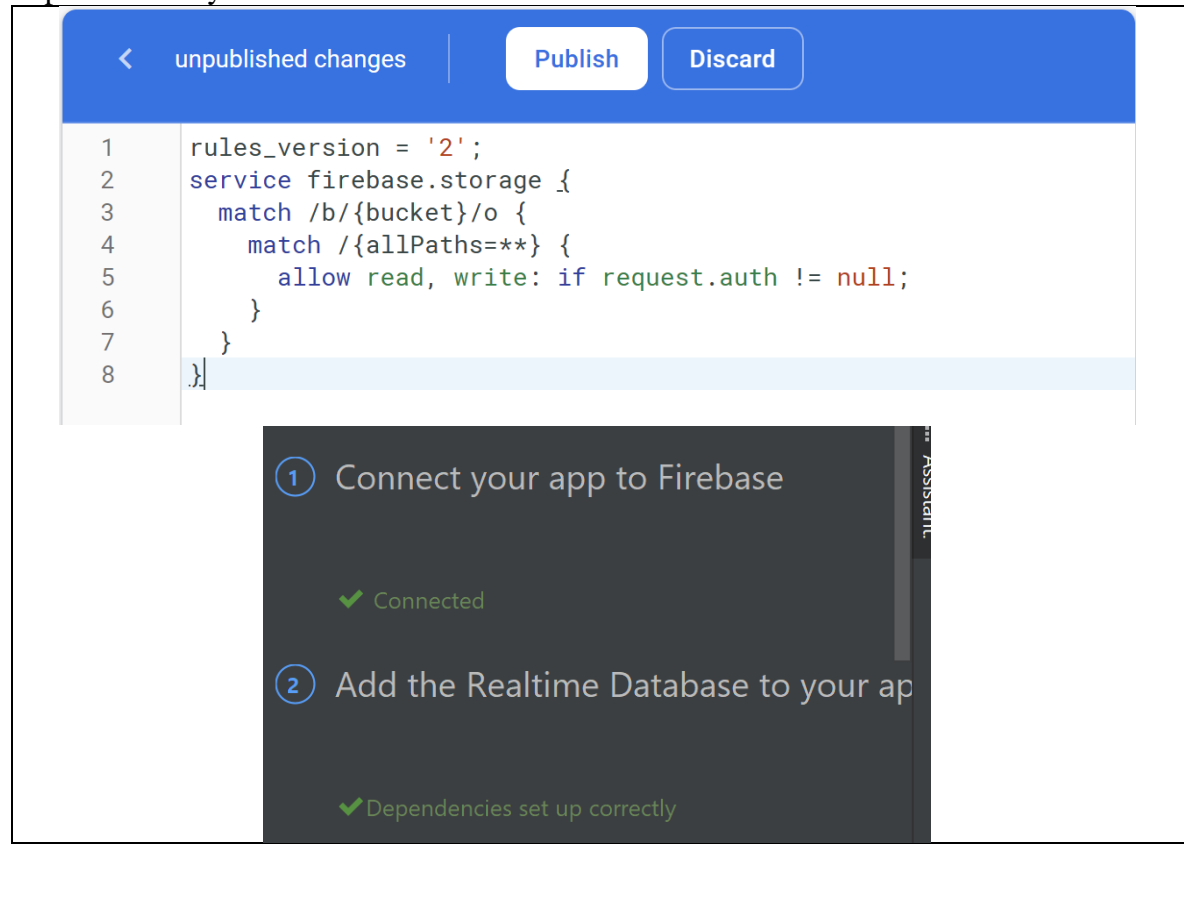 unpublished changes Publish Discard
1 rules_version = '2';
2 service firebase.storage {
3 match /b/{bucket}/o {
4 match /{allPaths=**} {
5 allow read, write: if request.auth != null;
6 }
7 }
8 }
1 Connect your app to Firebase
Assistant
Connected
2 Add the Realtime Database to your ap
Dependencies set up correctly